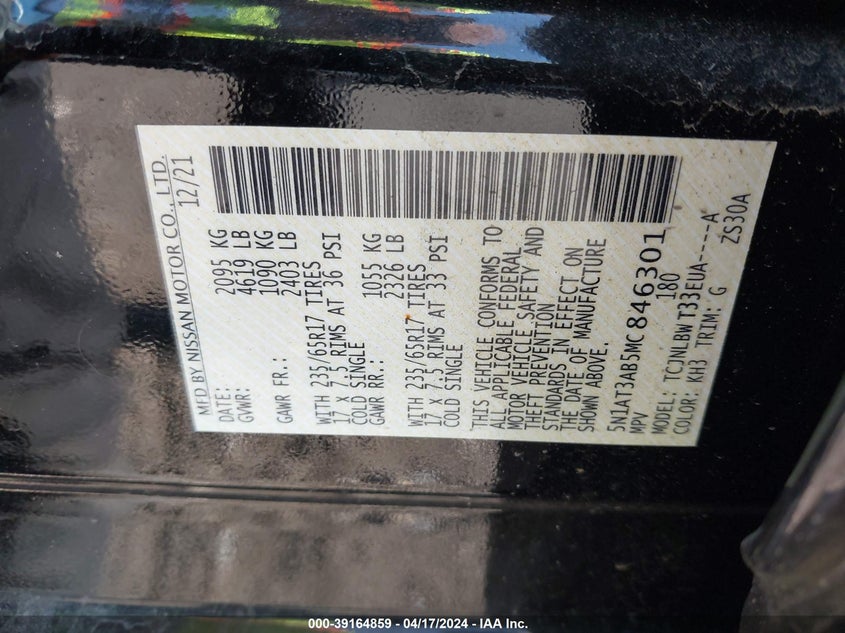 MFD BY NISSAN MOTOR CO., LTD.
DATE: 12/21
GVWR: 2095 KG
4619 LB
GAWR FR.: 1090 KG
2403 LB
WITH 235/65R17 TIRES
17 X 7.5 RIMS AT 36 PSI
COLD SINGLE
GAWR RR.: 1055 KG
2326 LB
WITH 235/65R17 TIRES
17 X 7.5 RIMS AT 33 PSI
COLD SINGLE
THIS VEHICLE CONFORMS TO
ALL APPLICABLE FEDERAL
MOTOR VEHICLE SAFETY AND
THEFT PREVENTION
STANDARDS IN EFFECT ON
THE DATE OF MANUFACTURE
SHOWN ABOVE.
5N1AT3AB5MC846301
MPV 180
MODEL: TCJNLBWT33EUA----A
COLOR: KH3 TRIM: G ZS30A
000-39164859 - 04/17/2024 - IAA Inc.